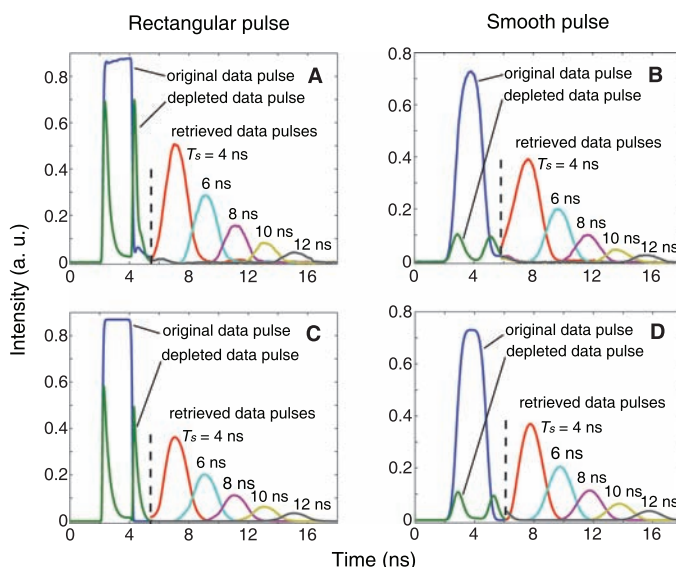 Rectangular pulse
Smooth pulse
Intensity (a. u.)
0.8
0.6
0.4
0.2
0
0
4
8
12
16
original data pulse
A
depleted data pulse
retrieved data pulses
Ts = 4 ns
6 ns
8 ns
10 ns
12 ns
0.8
0.6
0.4
0.2
0
0
4
8
12
16
original data pulse
B
depleted data pulse
retrieved data pulses
Ts = 4 ns
6 ns
8 ns
10 ns
12 ns
0.8
0.6
0.4
0.2
0
0
4
8
12
16
original data pulse
C
depleted data pulse
retrieved data pulses
Ts = 4 ns
6 ns
8 ns
10 ns
12 ns
0.8
0.6
0.4
0.2
0
0
4
8
12
16
original data pulse
D
depleted data pulse
retrieved data pulses
Ts = 4 ns
6 ns
8 ns
10 ns
12 ns
Time (ns)